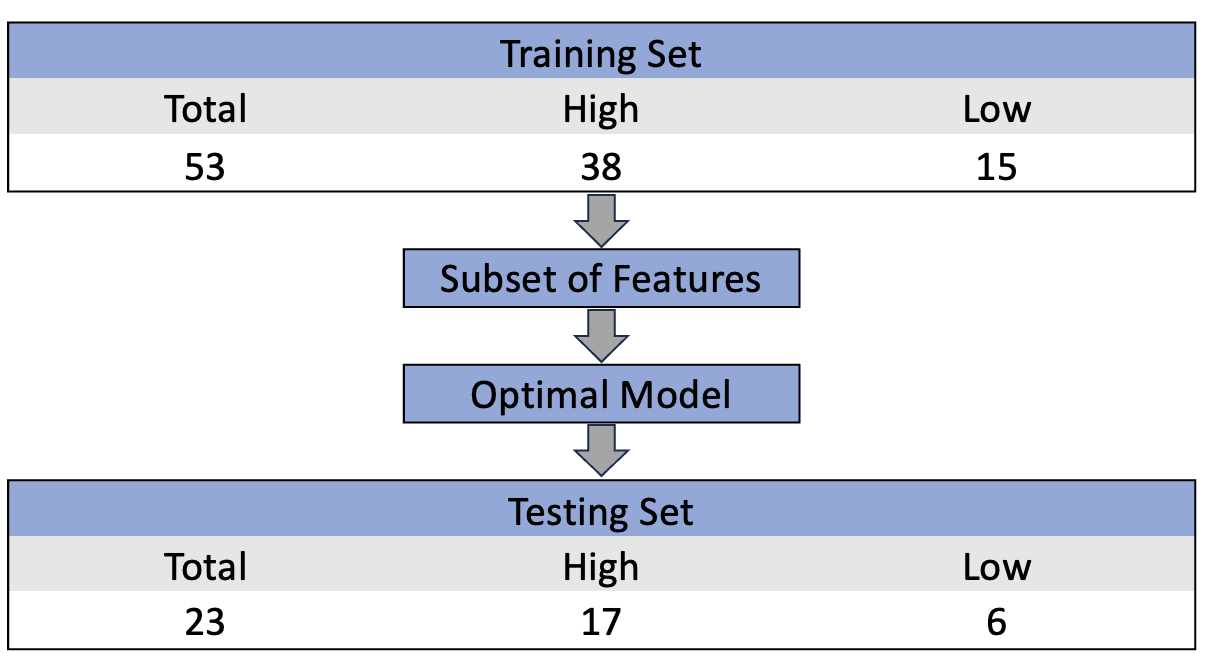 Training Set
Total High Low
53 38 15
Subset of Features
Optimal Model
Testing Set
Total High Low
23 17 6